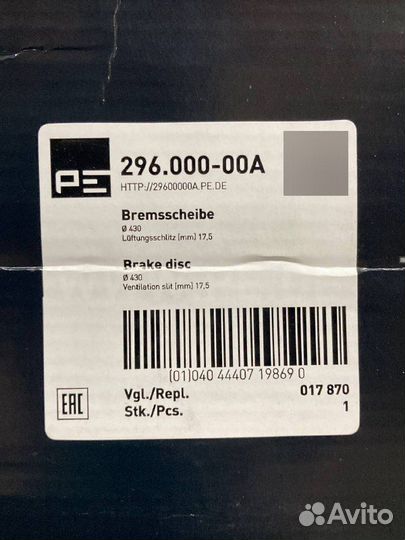 PE
296.000-00A
HTTP://29600000A.PE.DE
Bremsscheibe
Ø 430
Lüftungsschlitz [mm] 17,5
Brake disc
Ø 430
Ventilation slit [mm] 17,5
(01)040 44407 19869 0
EAC
Vgl./Repl. 017 870
Stk./Pcs. 1
Avito